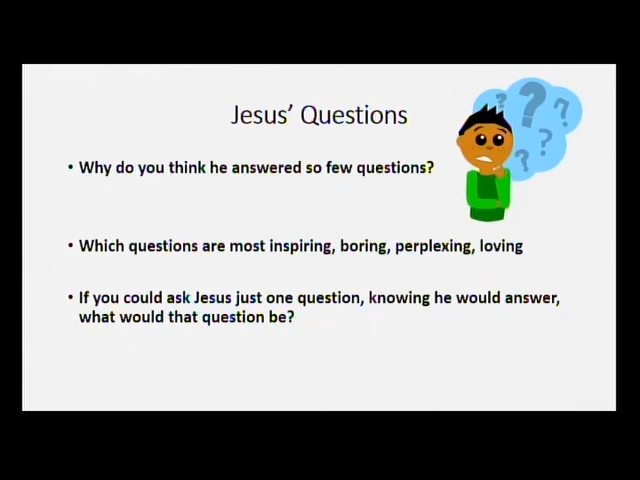 Jesus’ Questions
• Why do you think he answered so few questions?
• Which questions are most inspiring, boring, perplexing, loving
• If you could ask Jesus just one question, knowing he would answer,
what would that question be?
? ? ? ? ?